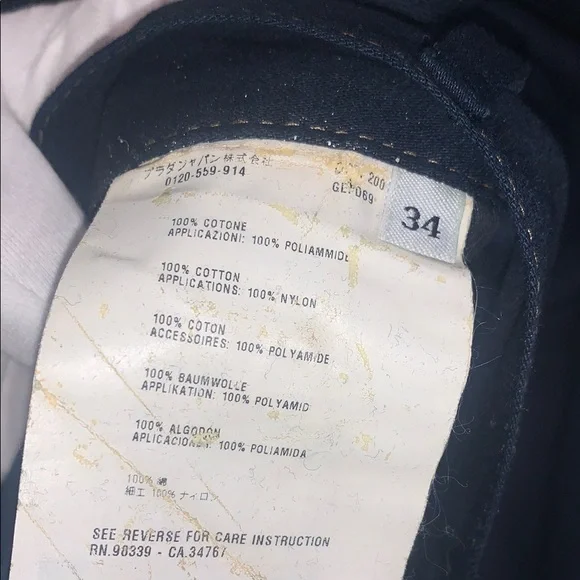 プラダジャパン株式会社
0120-559-914
200
34
100% COTONE
APPLICAZIONI: 100% POLIAMMIDE
100% COTTON
APPLICATIONS: 100% NYLON
100% COTON
ACCESSOIRES: 100% POLYAMIDE
100% BAUMWOLLE
APPLIKATION: 100% POLYAMID
100% ALGODON
APLICACIONES: 100% POLIAMIDA
100% 綿
細工 100% ナイロン
SEE REVERSE FOR CARE INSTRUCTION
RN.98339 - CA.34767